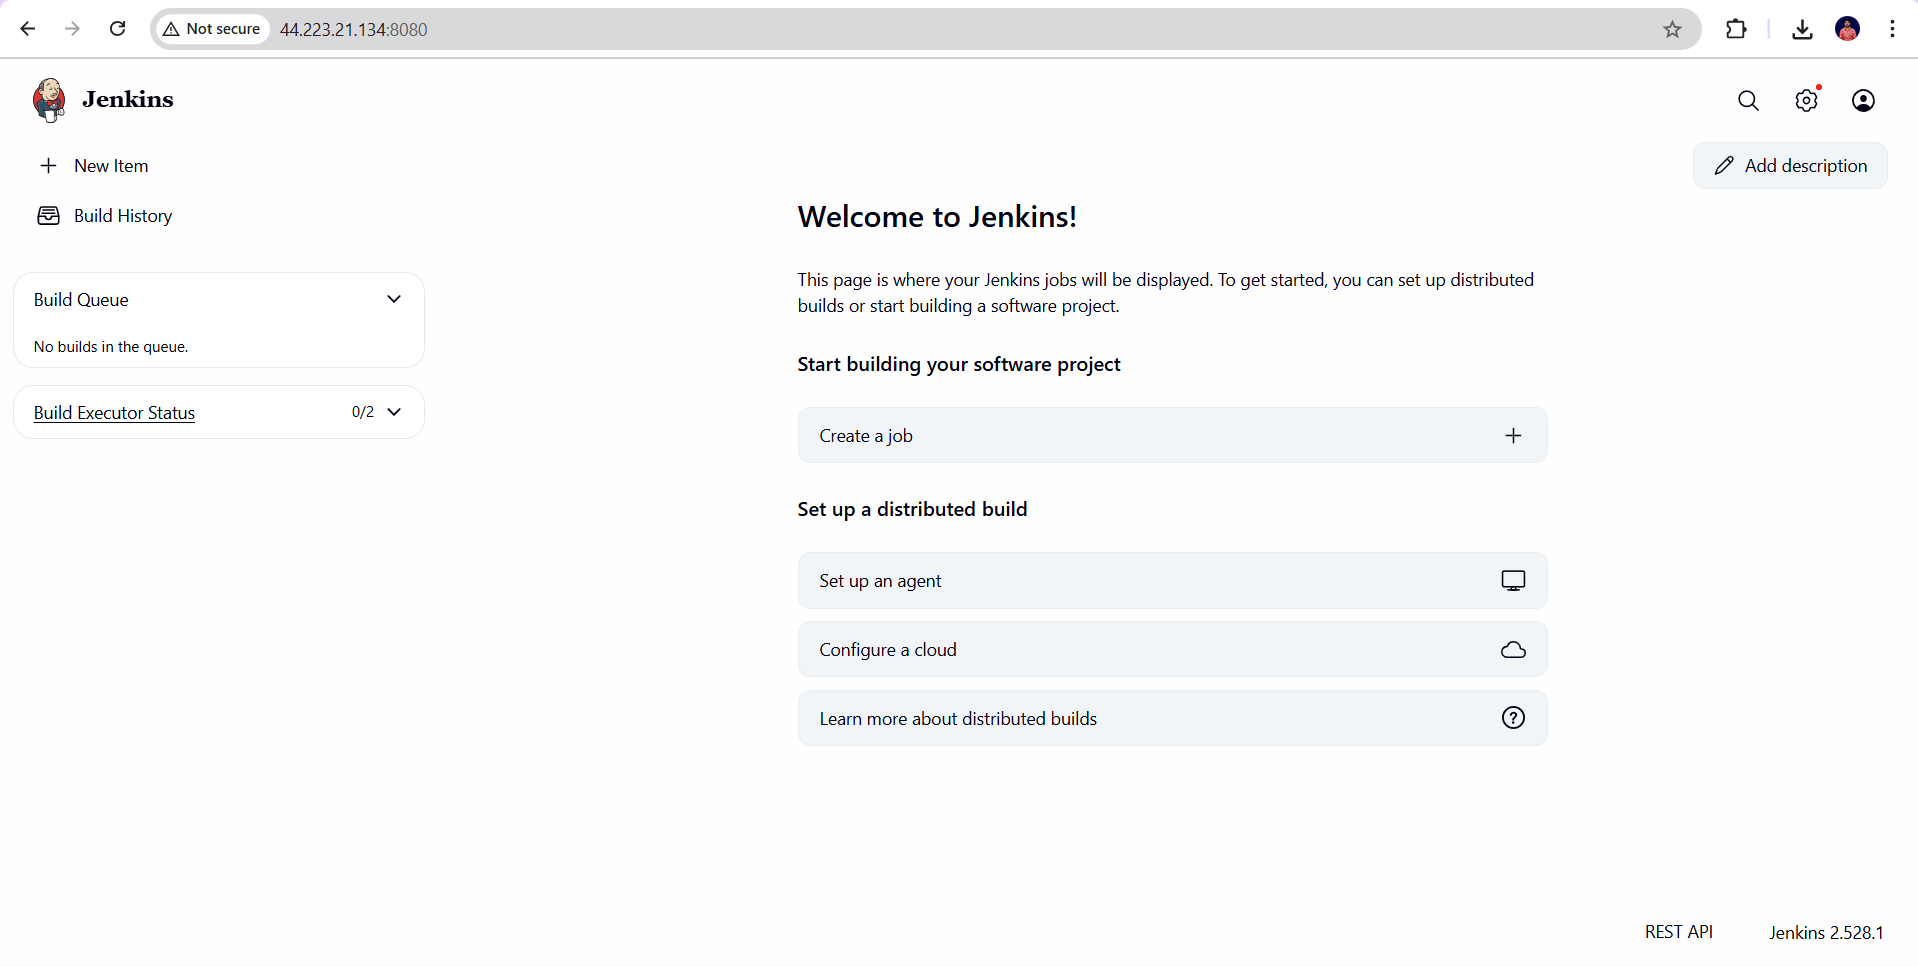 Not secure 44.223.21.134:8080
Jenkins
New Item
Add description
Build History
Build Queue
No builds in the queue.
Build Executor Status 0/2
Welcome to Jenkins!
This page is where your Jenkins jobs will be displayed. To get started, you can set up distributed
builds or start building a software project.
Start building your software project
Create a job
Set up a distributed build
Set up an agent
Configure a cloud
Learn more about distributed builds
REST API Jenkins 2.528.1